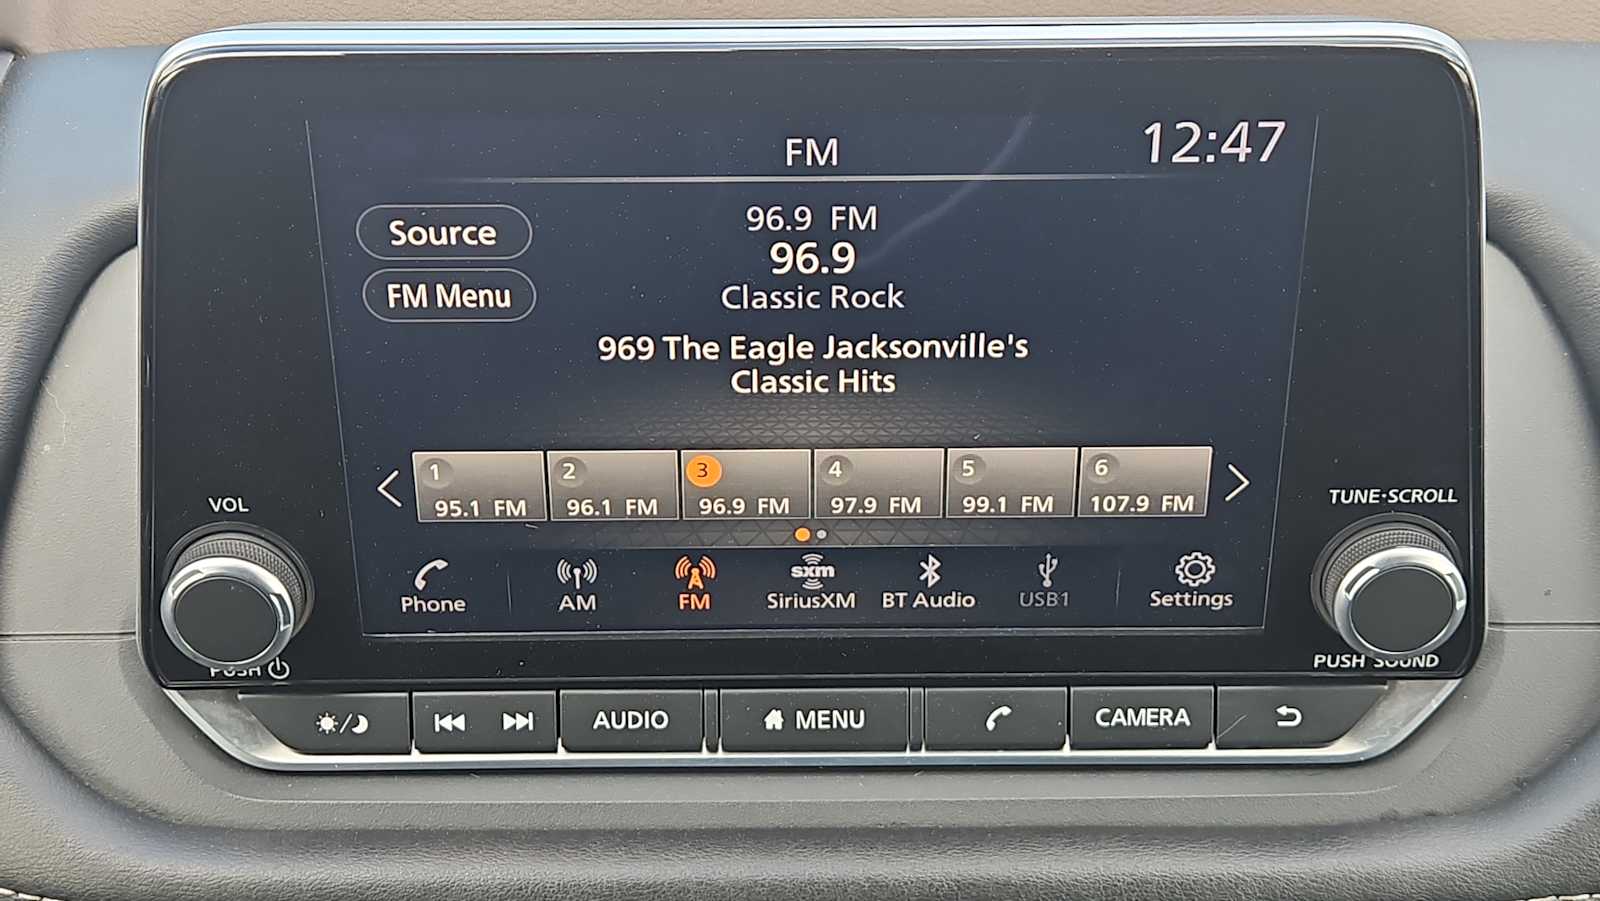 FM
12:47
Source
FM Menu
96.9 FM
96.9
Classic Rock
969 The Eagle Jacksonville's
Classic Hits
1 2 3 4 5 6
95.1 FM 96.1 FM 96.9 FM 97.9 FM 99.1 FM 107.9 FM
VOL
TUNE·SCROLL
sxm
Phone AM FM SiriusXM BT Audio USB1 Settings
PUSH
PUSH SOUND
AUDIO MENU CAMERA